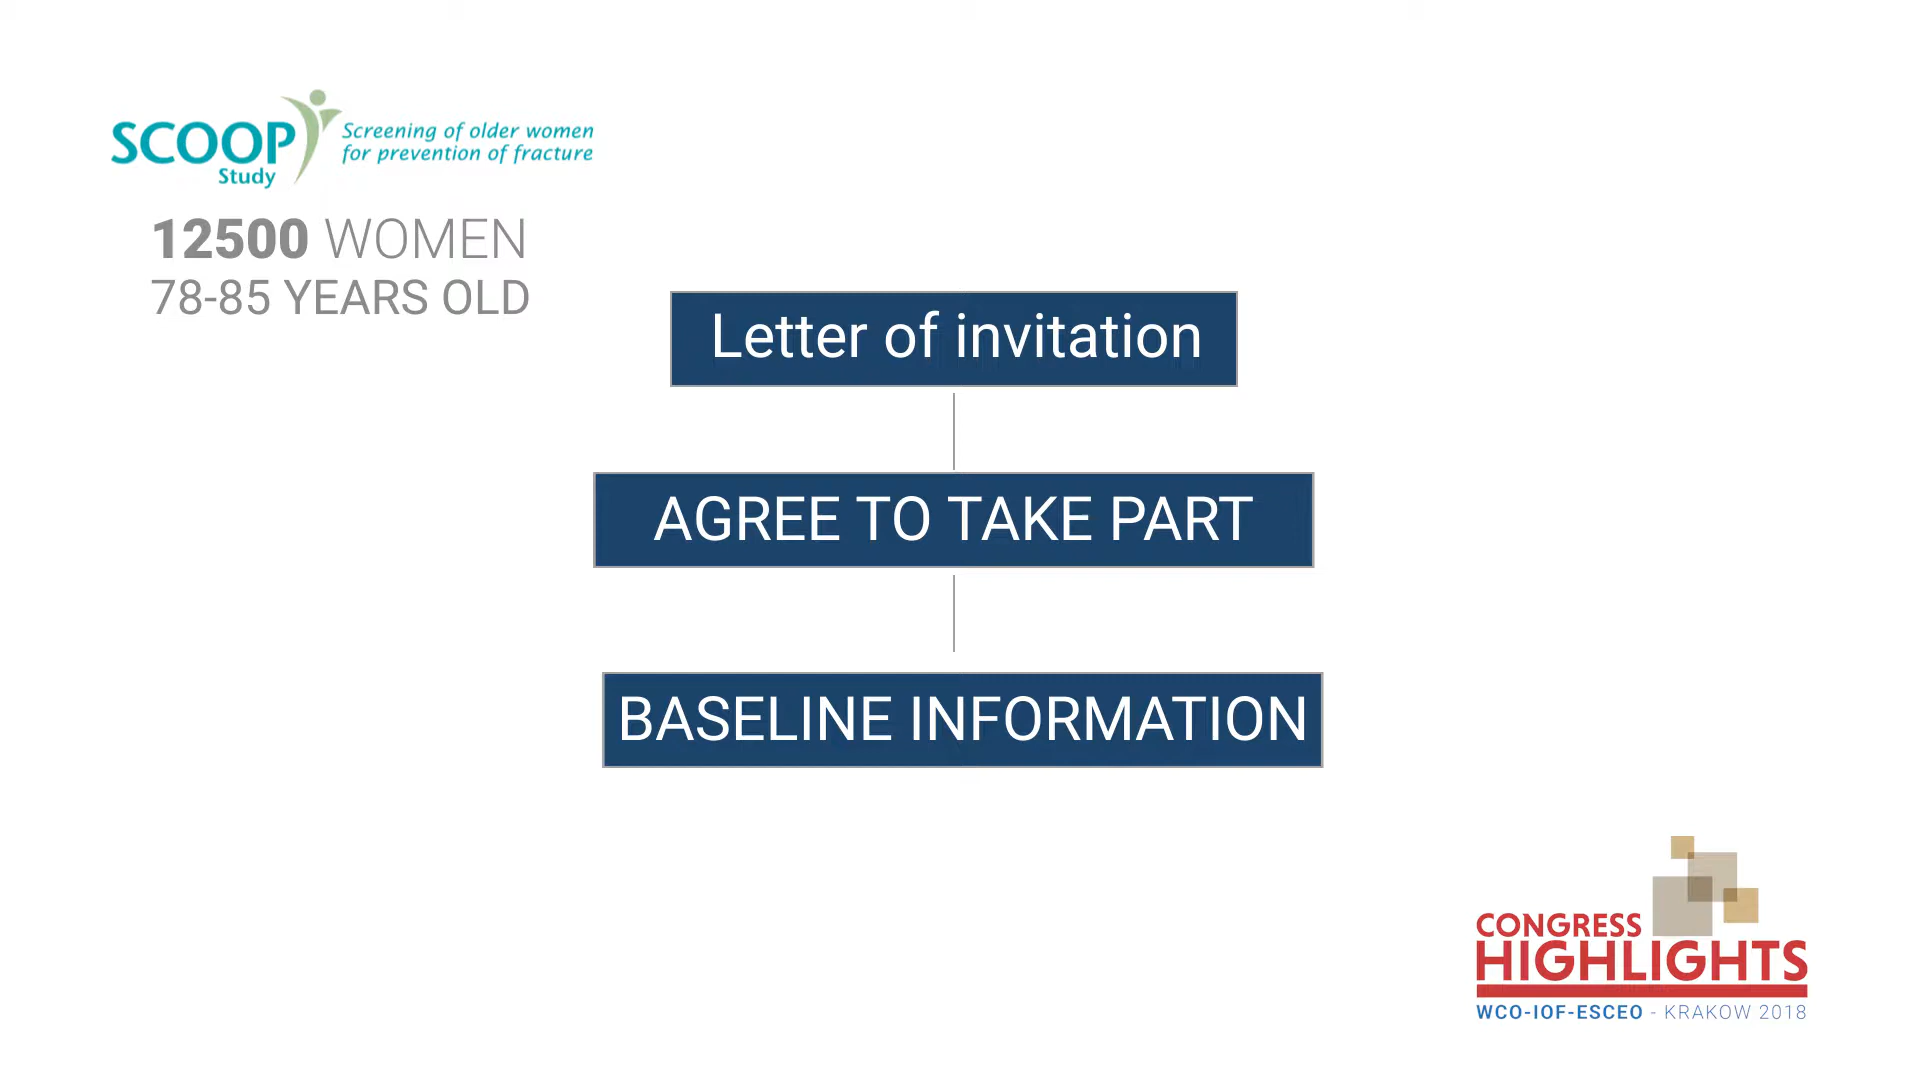 SCOOP
Study
Screening of older women
for prevention of fracture
12500 WOMEN
78-85 YEARS OLD
Letter of invitation
AGREE TO TAKE PART
BASELINE INFORMATION
CONGRESS
HIGHLIGHTS
WCO-IOF-ESCEO - KRAKOW 2018